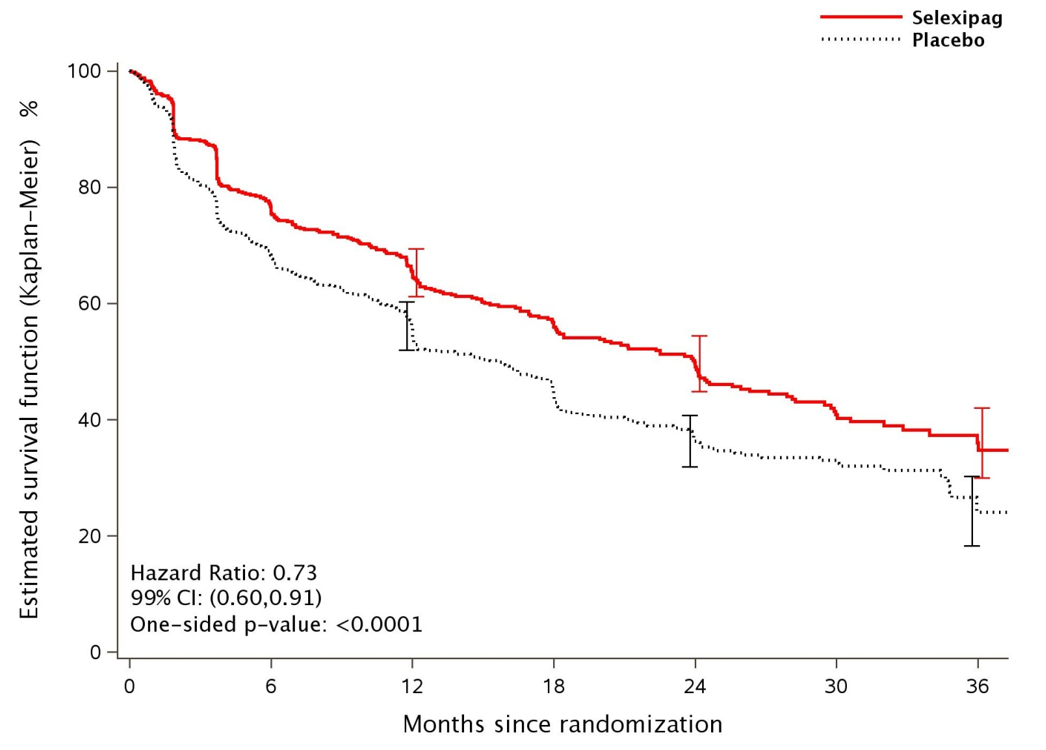 Selexipag
Placebo
Estimated survival function (Kaplan-Meier) %
100
80
60
40
20
0
Hazard Ratio: 0.73
99% CI: (0.60,0.91)
One-sided p-value: <0.0001
0 6 12 18 24 30 36
Months since randomization